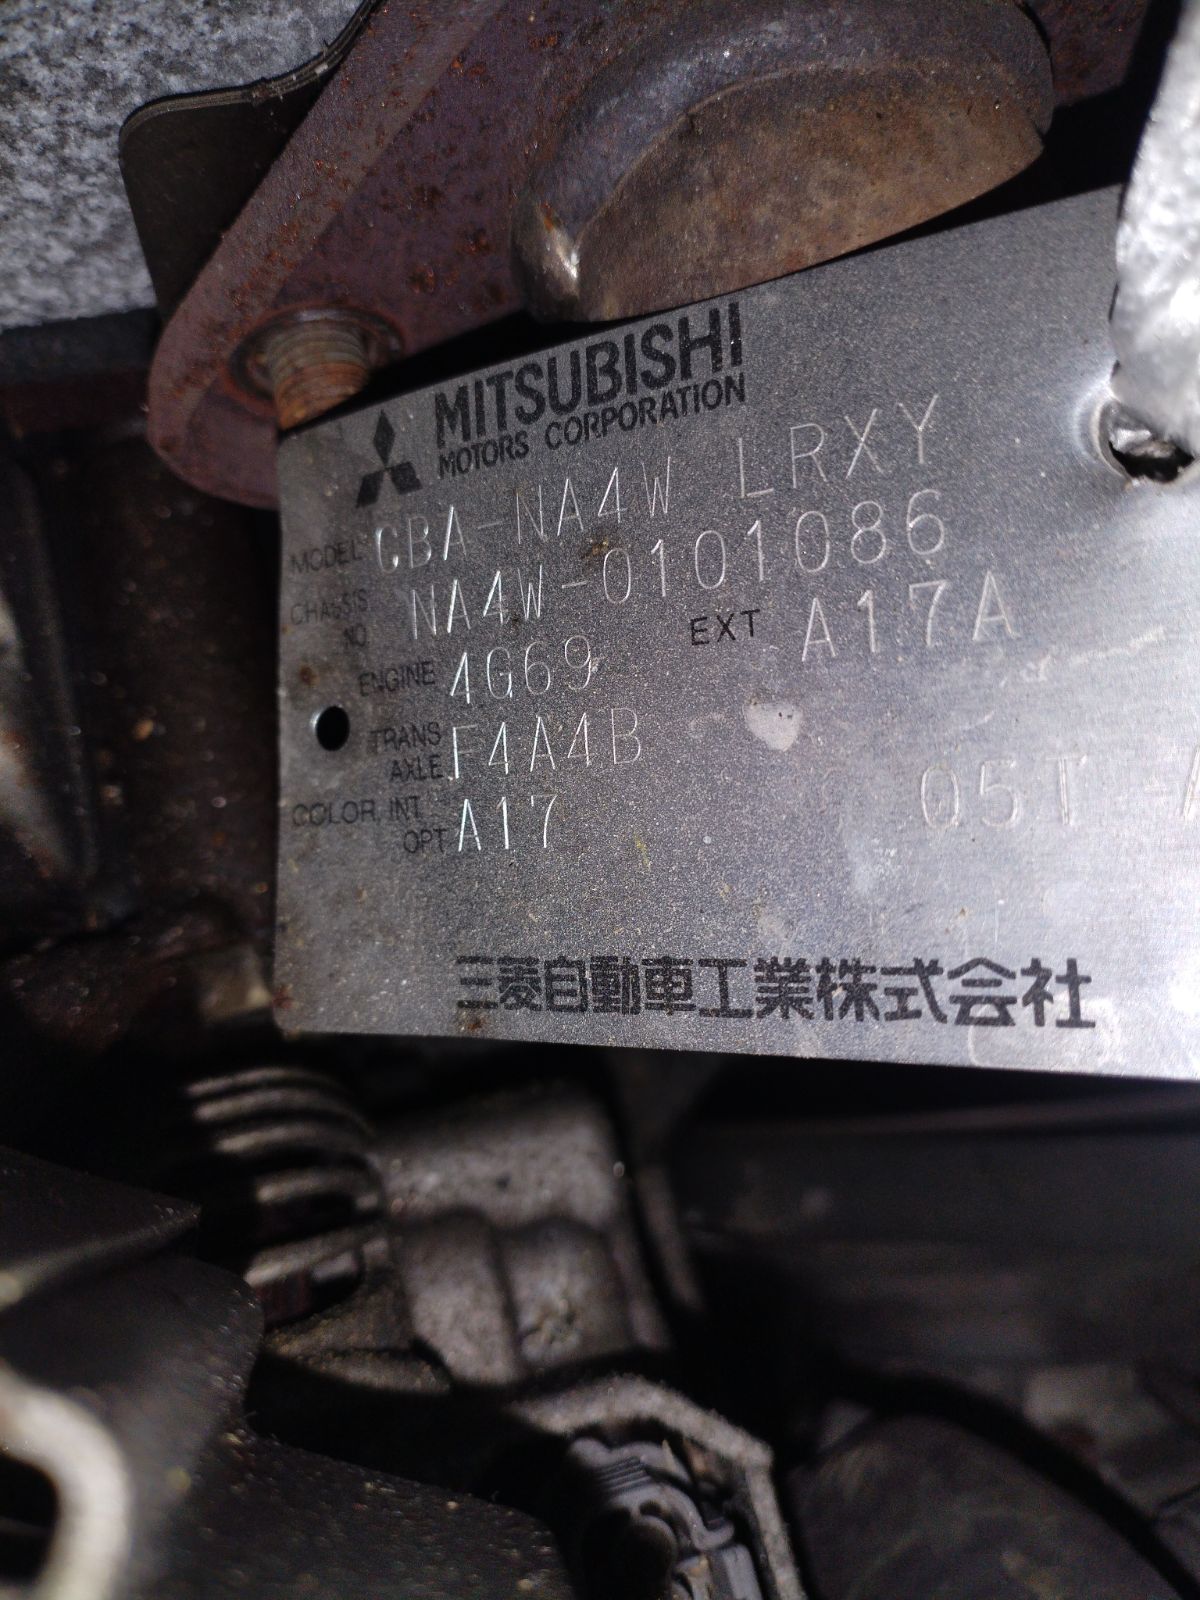 MITSUBISHI
MOTORS CORPORATION
MODEL CBA-NA4W LRXY
CHASSIS NO NA4W-0101086
ENGINE 4G69 EXT A17A
TRANS AXLE F4A4B
COLOR, INT. OPT A17 05T
三菱自動車工業株式会社